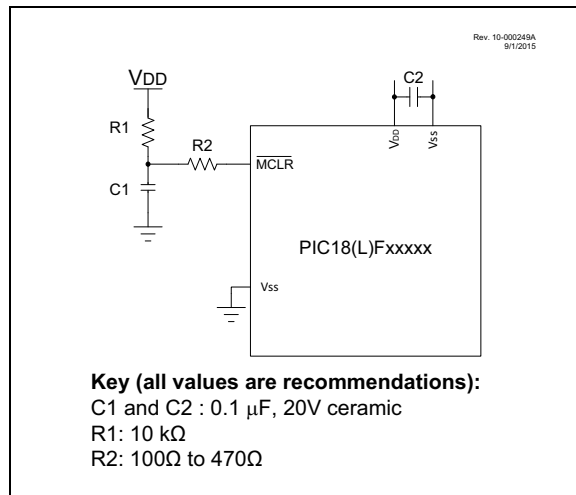 Rev. 10-000249A
9/1/2015
C2
VDD
R1
R2
VDD
Vss
MCLR
C1
PIC18(L)Fxxxxx
Vss
Key (all values are recommendations):
C1 and C2 : 0.1 μF, 20V ceramic
R1: 10 kΩ
R2: 100Ω to 470Ω